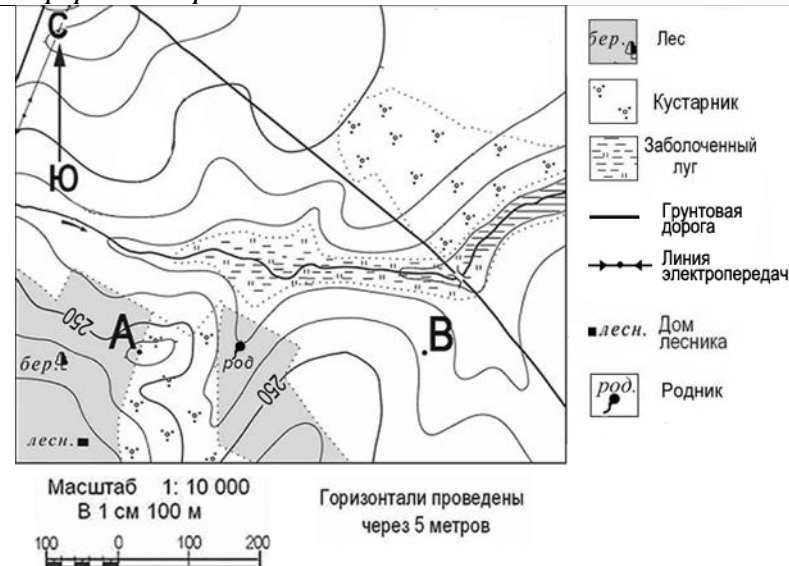 С
Ю
250
А
бер.
лесн.
род
250
В
бер.
Лес
Кустарник
Заболоченный
луг
Грунтовая
дорога
Линия
электропередач
лесн.
Дом
лесника
род.
Родник
Масштаб 1: 10 000
В 1 см 100 м
100 0 100 200
Горизонтали проведены
через 5 метров